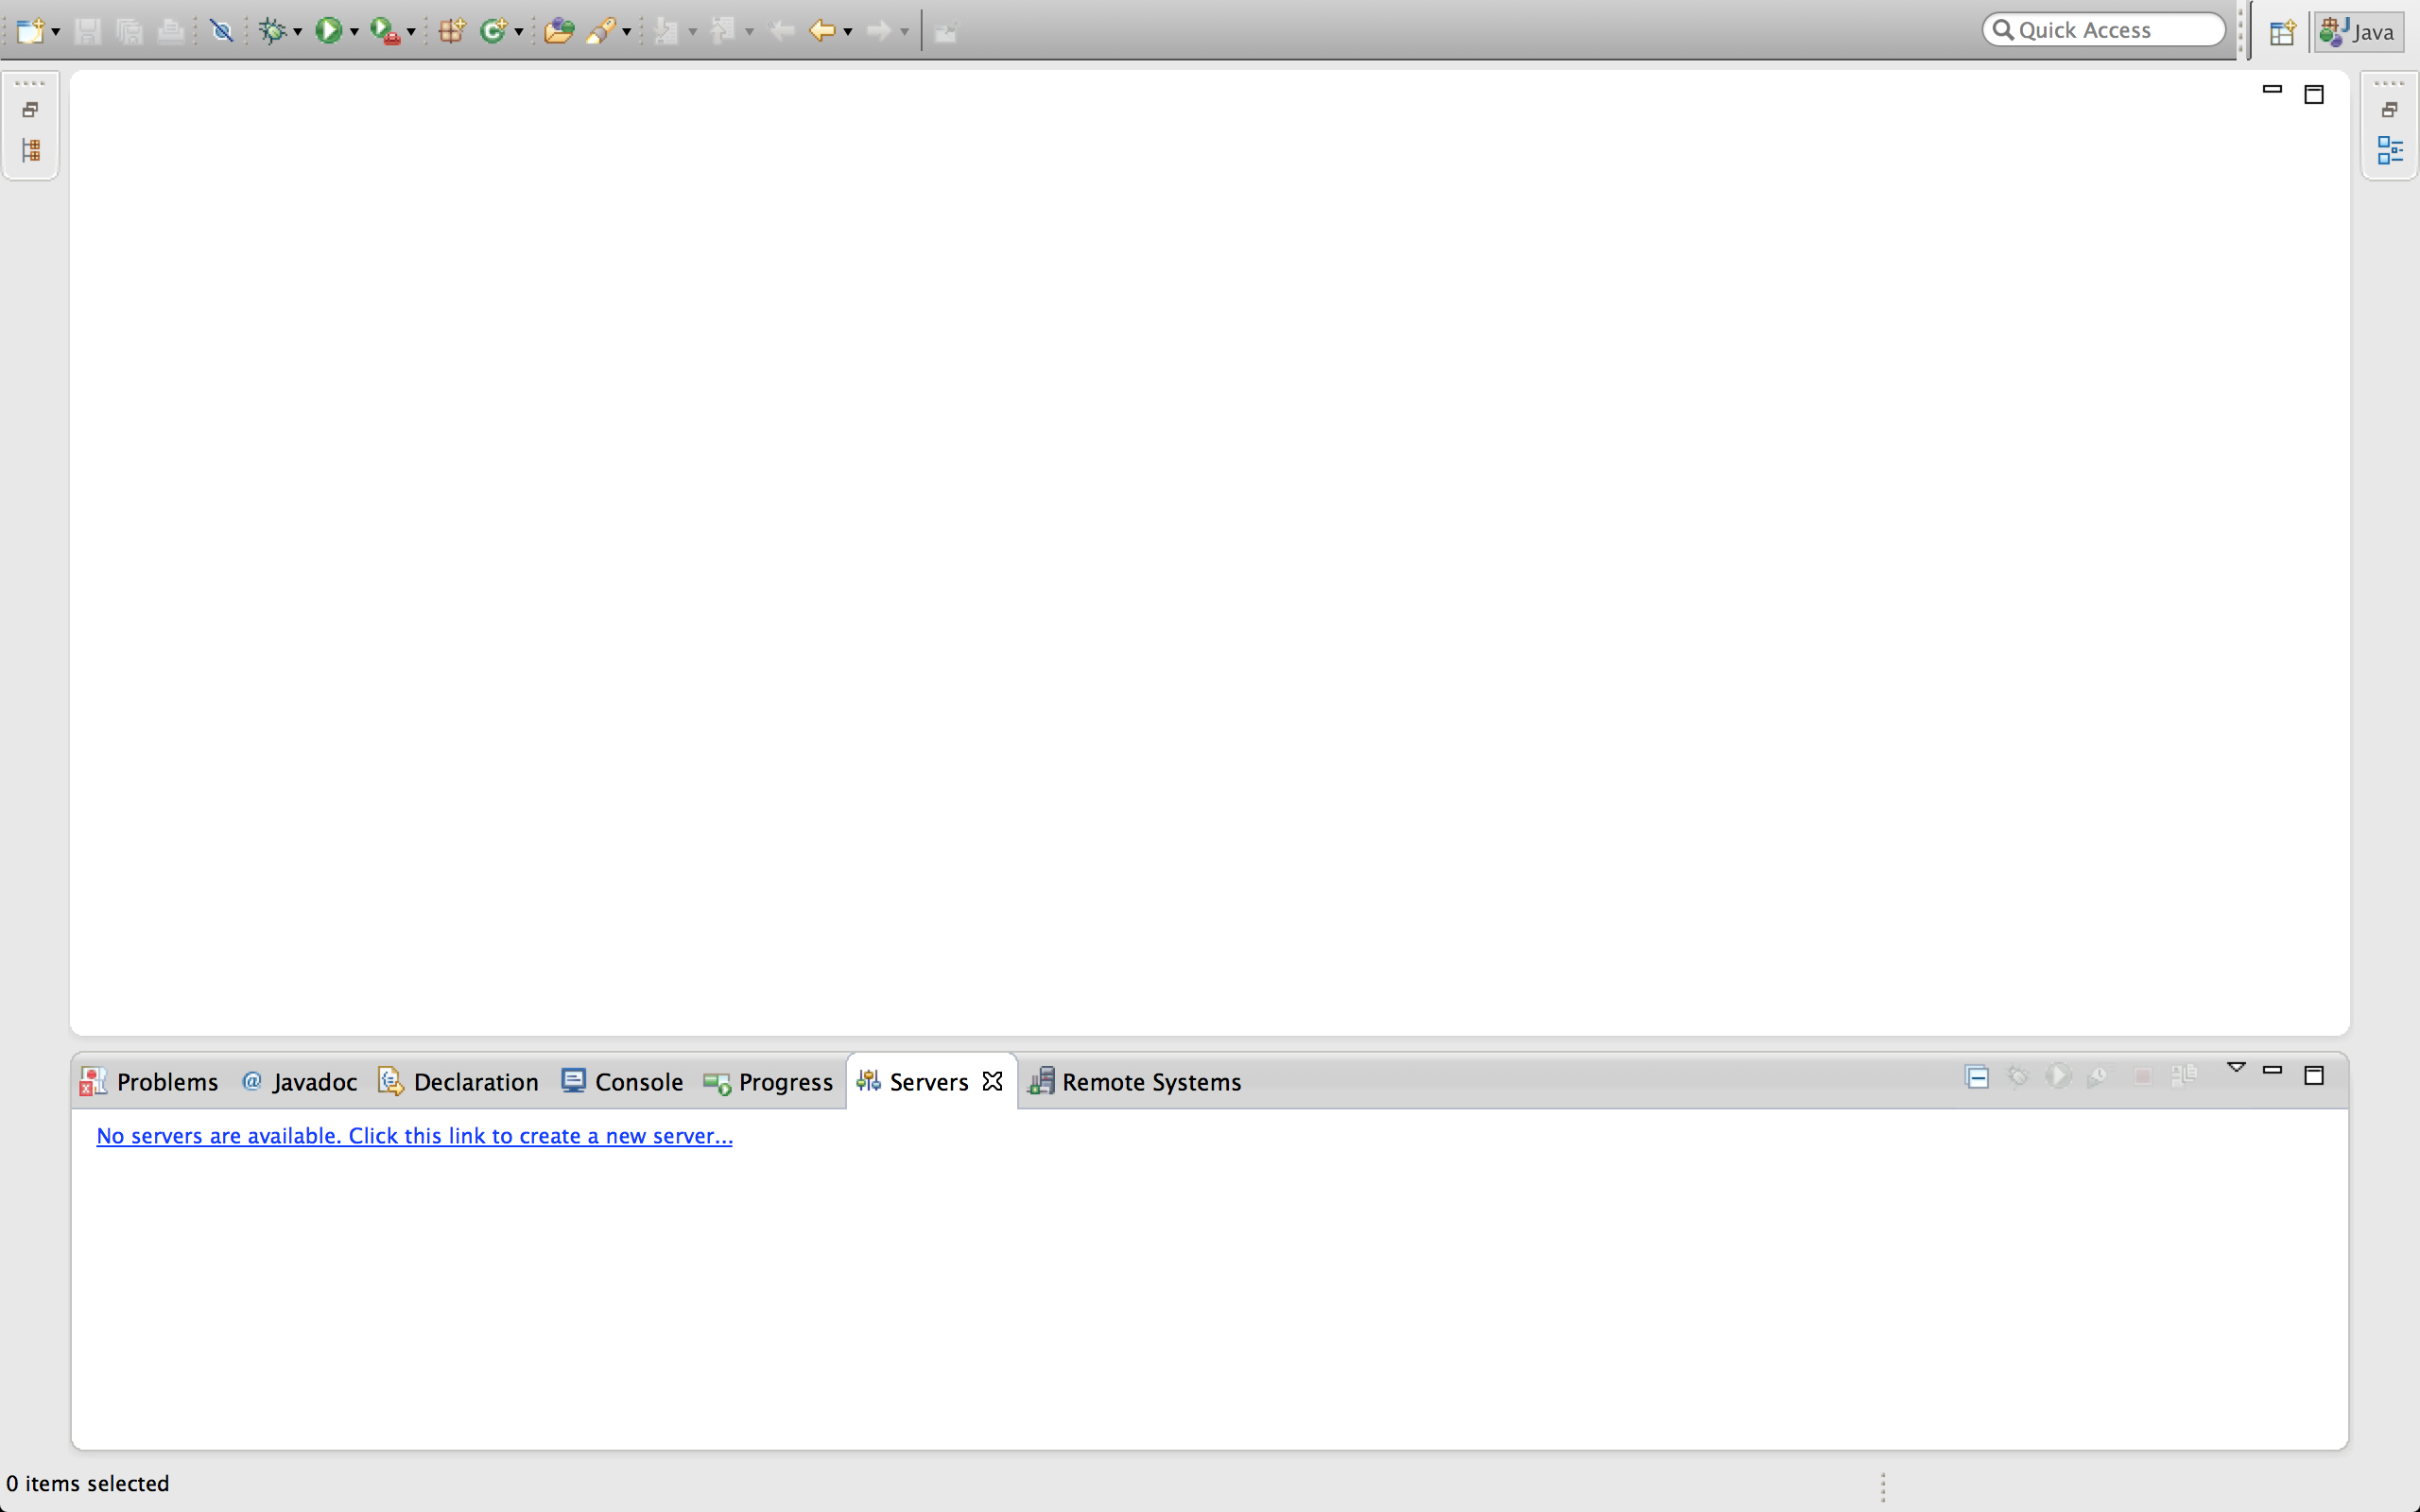 Quick Access
Java
Problems @ Javadoc Declaration Console Progress Servers Remote Systems
No servers are available. Click this link to create a new server...
0 items selected